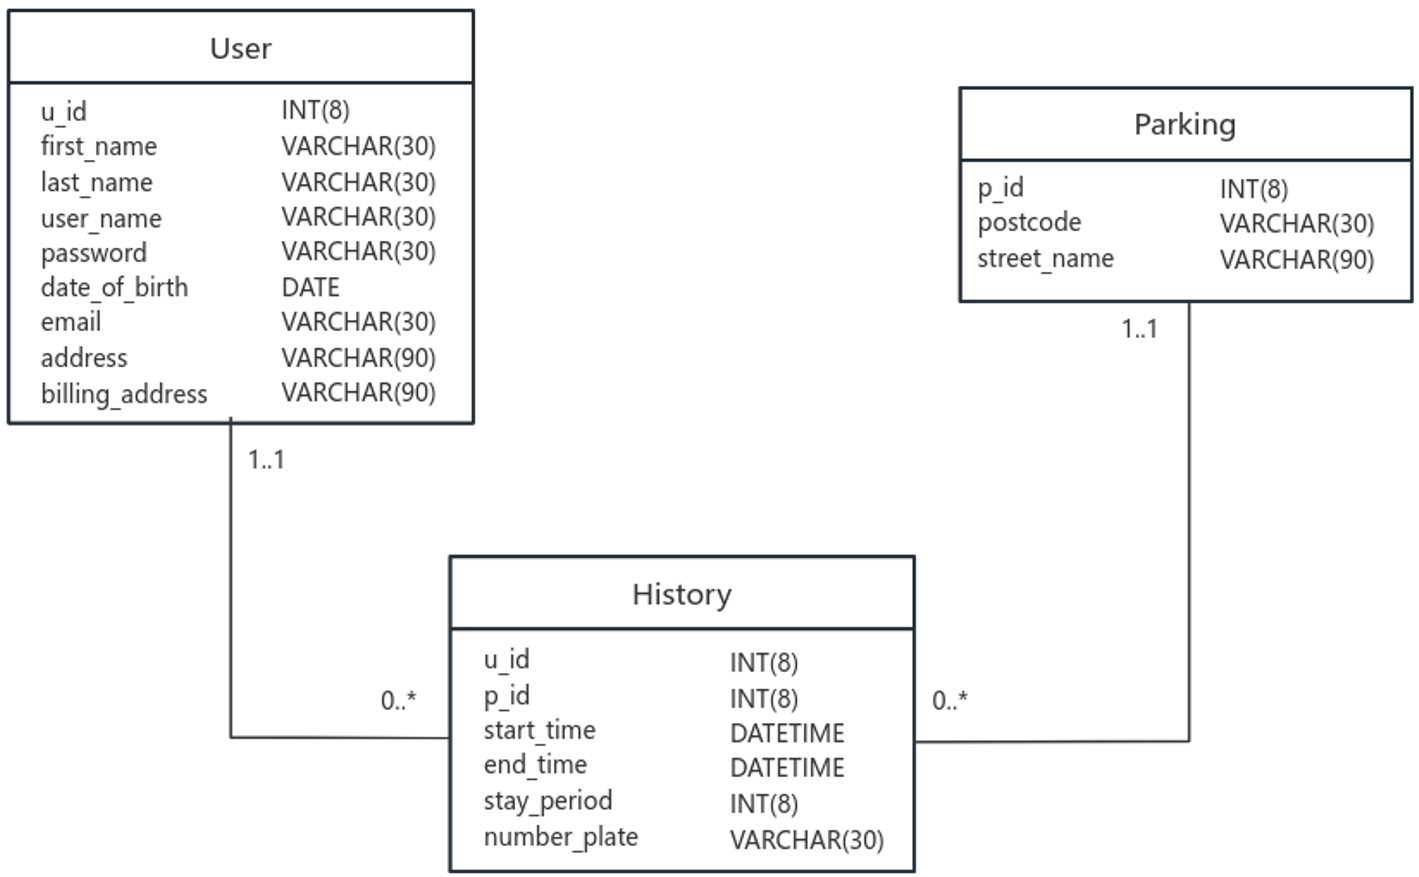 User
u_id INT(8)
first_name VARCHAR(30)
last_name VARCHAR(30)
user_name VARCHAR(30)
password VARCHAR(30)
date_of_birth DATE
email VARCHAR(30)
address VARCHAR(90)
billing_address VARCHAR(90)
1..1
0..*
Parking
p_id INT(8)
postcode VARCHAR(30)
street_name VARCHAR(90)
1..1
0..*
History
u_id INT(8)
p_id INT(8)
start_time DATETIME
end_time DATETIME
stay_period INT(8)
number_plate VARCHAR(30)